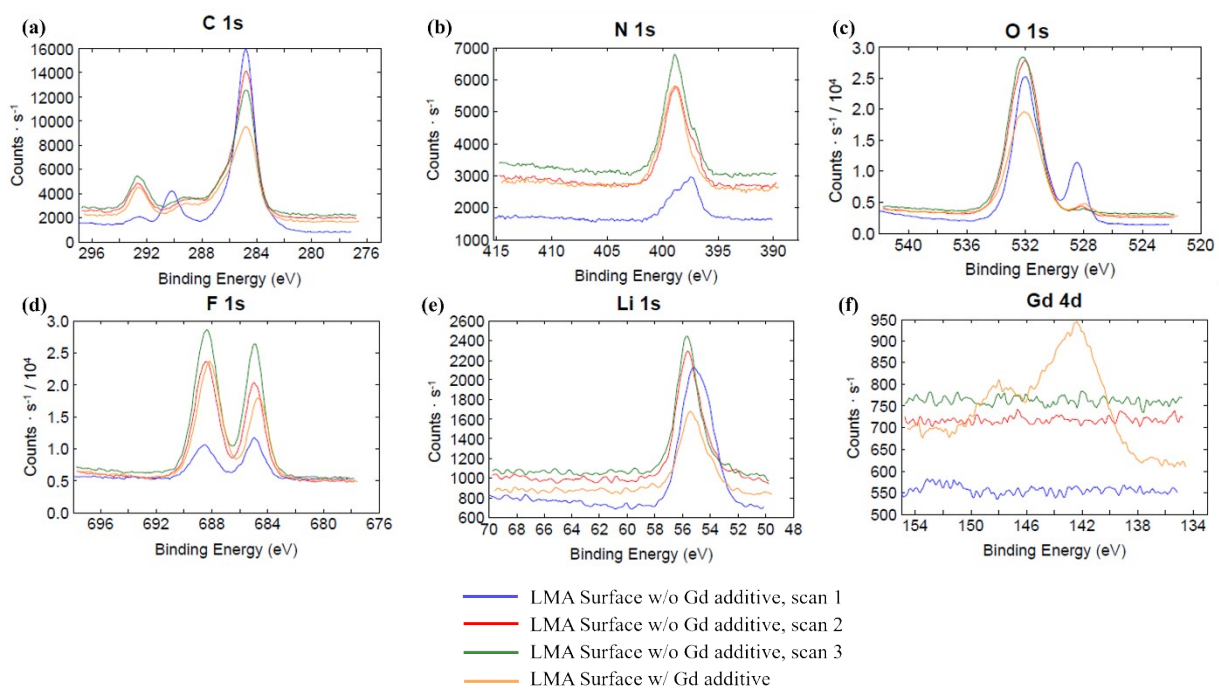 (a)
C 1s
16000
14000
12000
10000
8000
6000
4000
2000
0
Counts · s⁻¹
296 292 288 284 280 276
Binding Energy (eV)
(b)
N 1s
7000
6000
5000
4000
3000
2000
1000
Counts · s⁻¹
415 410 405 400 395 390
Binding Energy (eV)
(c)
O 1s
3.0
2.5
2.0
1.5
1.0
0.5
0.0
Counts · s⁻¹ / 10⁴
540 536 532 528 524 520
Binding Energy (eV)
(d)
F 1s
3.0
2.5
2.0
1.5
1.0
0.5
0.0
Counts · s⁻¹ / 10⁴
696 692 688 684 680 676
Binding Energy (eV)
(e)
Li 1s
2600
2400
2200
2000
1800
1600
1400
1200
1000
800
600
Counts · s⁻¹
70 68 66 64 62 60 58 56 54 52 50 48
Binding Energy (eV)
(f)
Gd 4d
950
900
850
800
760
700
650
600
550
500
Counts · s⁻¹
154 150 146 142 138 134
Binding Energy (eV)
LMA Surface w/o Gd additive, scan 1
LMA Surface w/o Gd additive, scan 2
LMA Surface w/o Gd additive, scan 3
LMA Surface w/ Gd additive